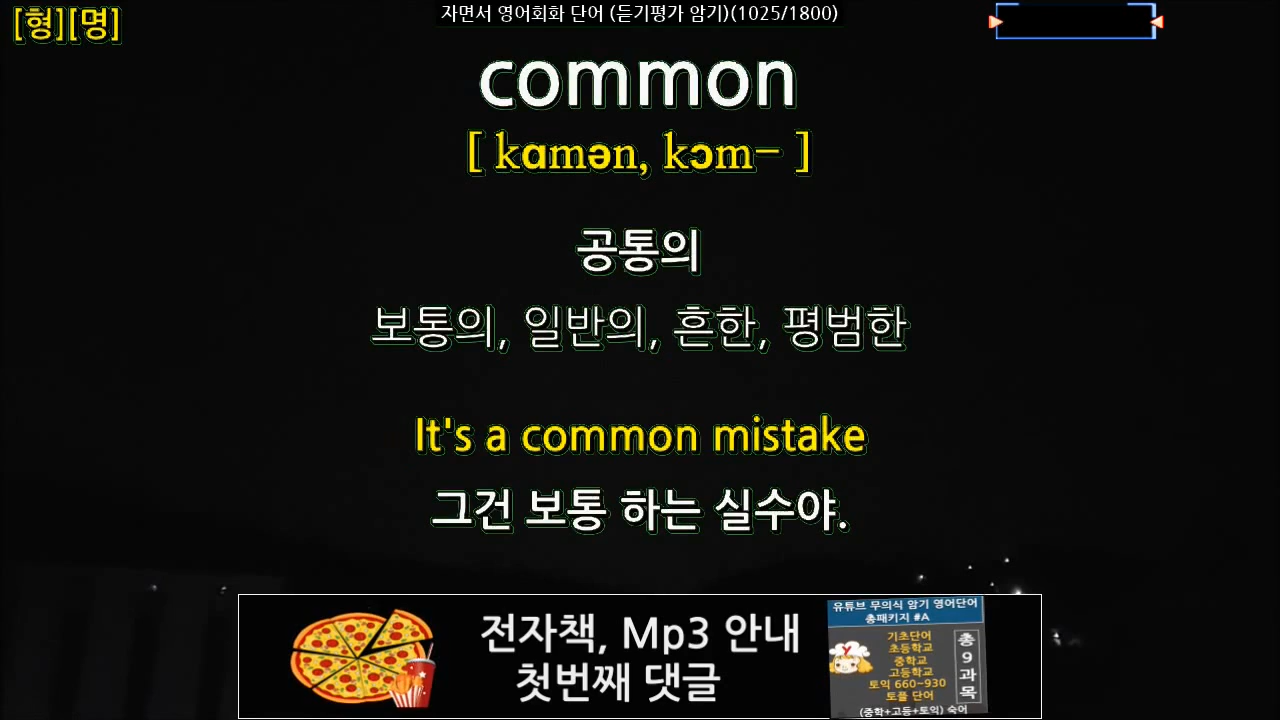 [형][명]
자면서 영어회화 단어 (듣기평가 암기)(1025/1800)
common
[ kɑmən, kɔm− ]
공통의
보통의, 일반의, 흔한, 평범한
It's a common mistake
그건 보통 하는 실수야.
전자책, Mp3 안내
첫번째 댓글
유튜브 무의식 암기 영어단어
총패키지 #A
기초단어
초등학교
중학교
고등학교
토익 660~930
토플 단어
총
9
과
목
(중학+고등+토익) 숙어